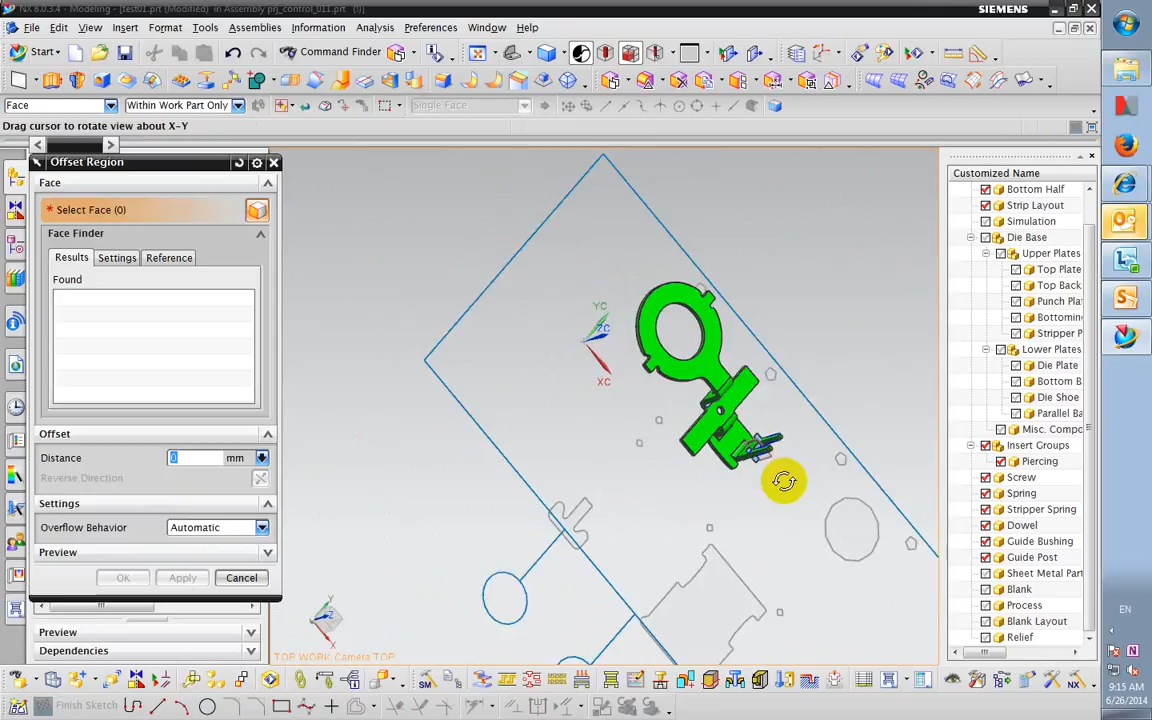 NX 8.0.3.4 - Modeling - [test01.prt (Modified) in Assembly prj_control_011.prt (!)]
SIEMENS
File Edit View Insert Format Tools Assemblies Information Analysis Preferences Window Help
Start Command Finder
Face Within Work Part Only Single Face
Drag cursor to rotate view about X-Y
Offset Region
Customized Name
Face
Bottom Half
* Select Face (0)
Strip Layout
Simulation
Face Finder
Die Base
Results Settings Reference
Upper Plates
Found
Top Plate
Top Back
Punch Pla
Bottoming
Stripper P
Lower Plates
Die Plate
Bottom B
Die Shoe
Parallel Ba
Misc. Compo
Offset
Insert Groups
Distance 0 mm
Piercing
Reverse Direction
Screw
Spring
Settings
Stripper Spring
Overflow Behavior Automatic
Dowel
Guide Bushing
Preview
Guide Post
OK Apply Cancel
Sheet Metal Part
Blank
Process
Blank Layout
Relief
Preview
Dependencies
YC
ZC
XC
Y
Z
X
TOP WORK Camera TOP
EN
9:15 AM
6/26/2014
SM
NX
Finish Sketch